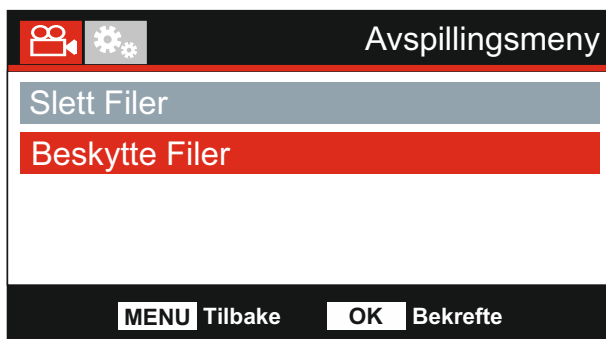 Avspillingsmeny
Slett Filer
Beskytte Filer
MENU Tilbake OK Bekrefte